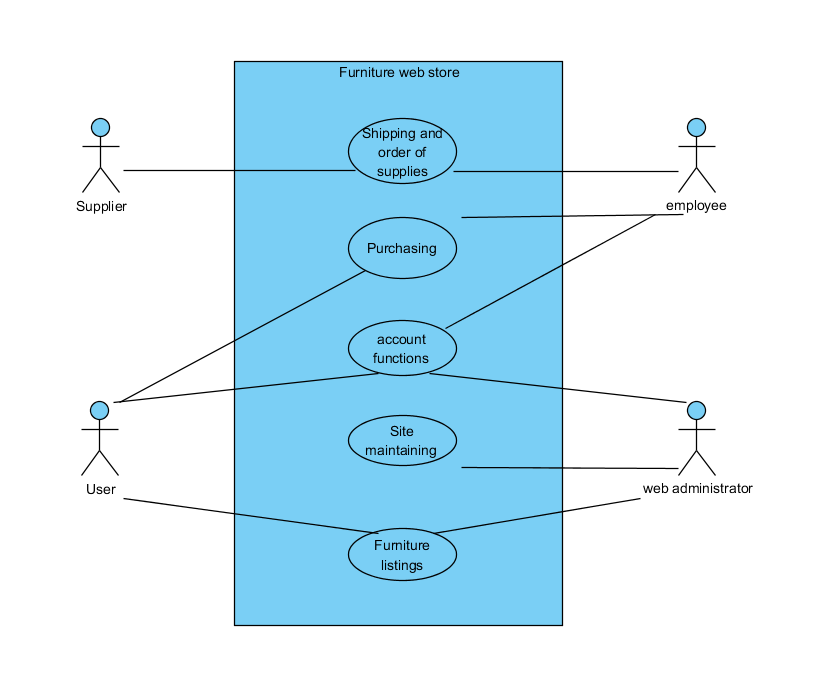 Furniture web store
Shipping and
order of
supplies
Supplier
employee
Purchasing
account
functions
Site
maintaining
User
web administrator
Furniture
listings